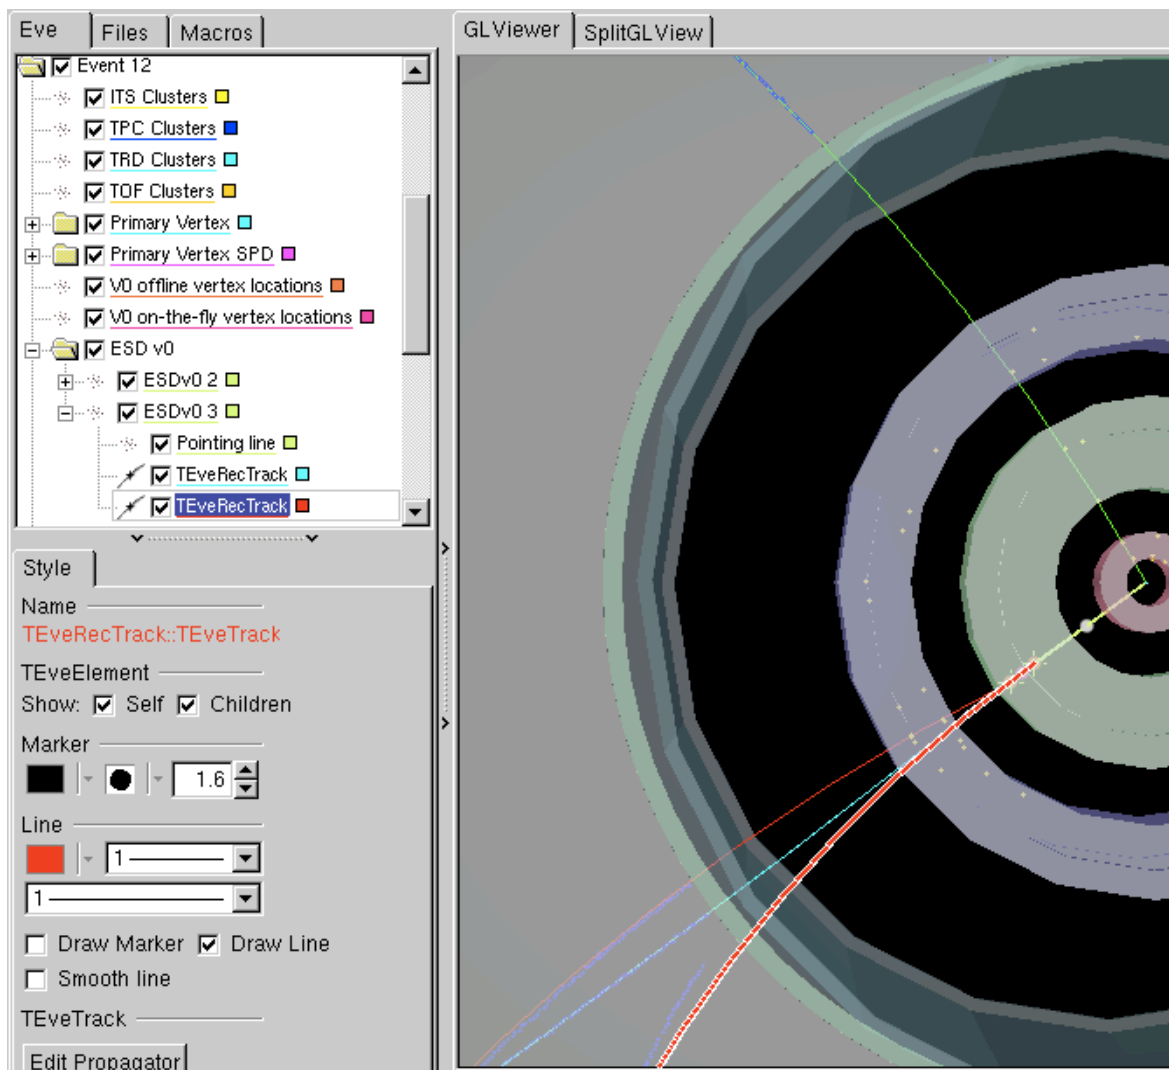 Eve Files Macros
GLViewer SplitGLView
Event 12
ITS Clusters
TPC Clusters
TRD Clusters
TOF Clusters
Primary Vertex
Primary Vertex SPD
V0 offline vertex locations
V0 on-the-fly vertex locations
ESD v0
ESDv0 2
ESDv0 3
Pointing line
TEveRecTrack
TEveRecTrack
Style
Name
TEveRecTrack::TEveTrack
TEveElement
Show: Self Children
Marker
1.6
Line
1
1
Draw Marker Draw Line
Smooth line
TEveTrack
Edit Propagator